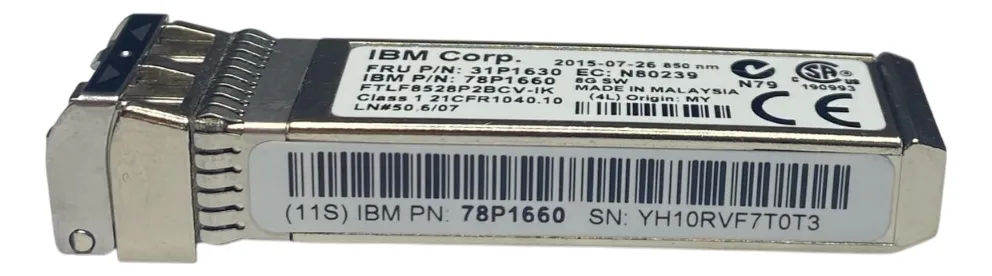 IBM Corp. 2015-07-26 850 nm
FRU P/N: 31P1630 EC: N80239
IBM P/N: 78P1660 8G SW
FTLF8528P2BCV-IK MADE IN MALAYSIA
Class 1 21CFR1040.10 (4L) Origin: MY
LN#50.6/07
N79
C SA US
190993
CE
(11S) IBM PN: 78P1660 SN: YH10RVF7T0T3